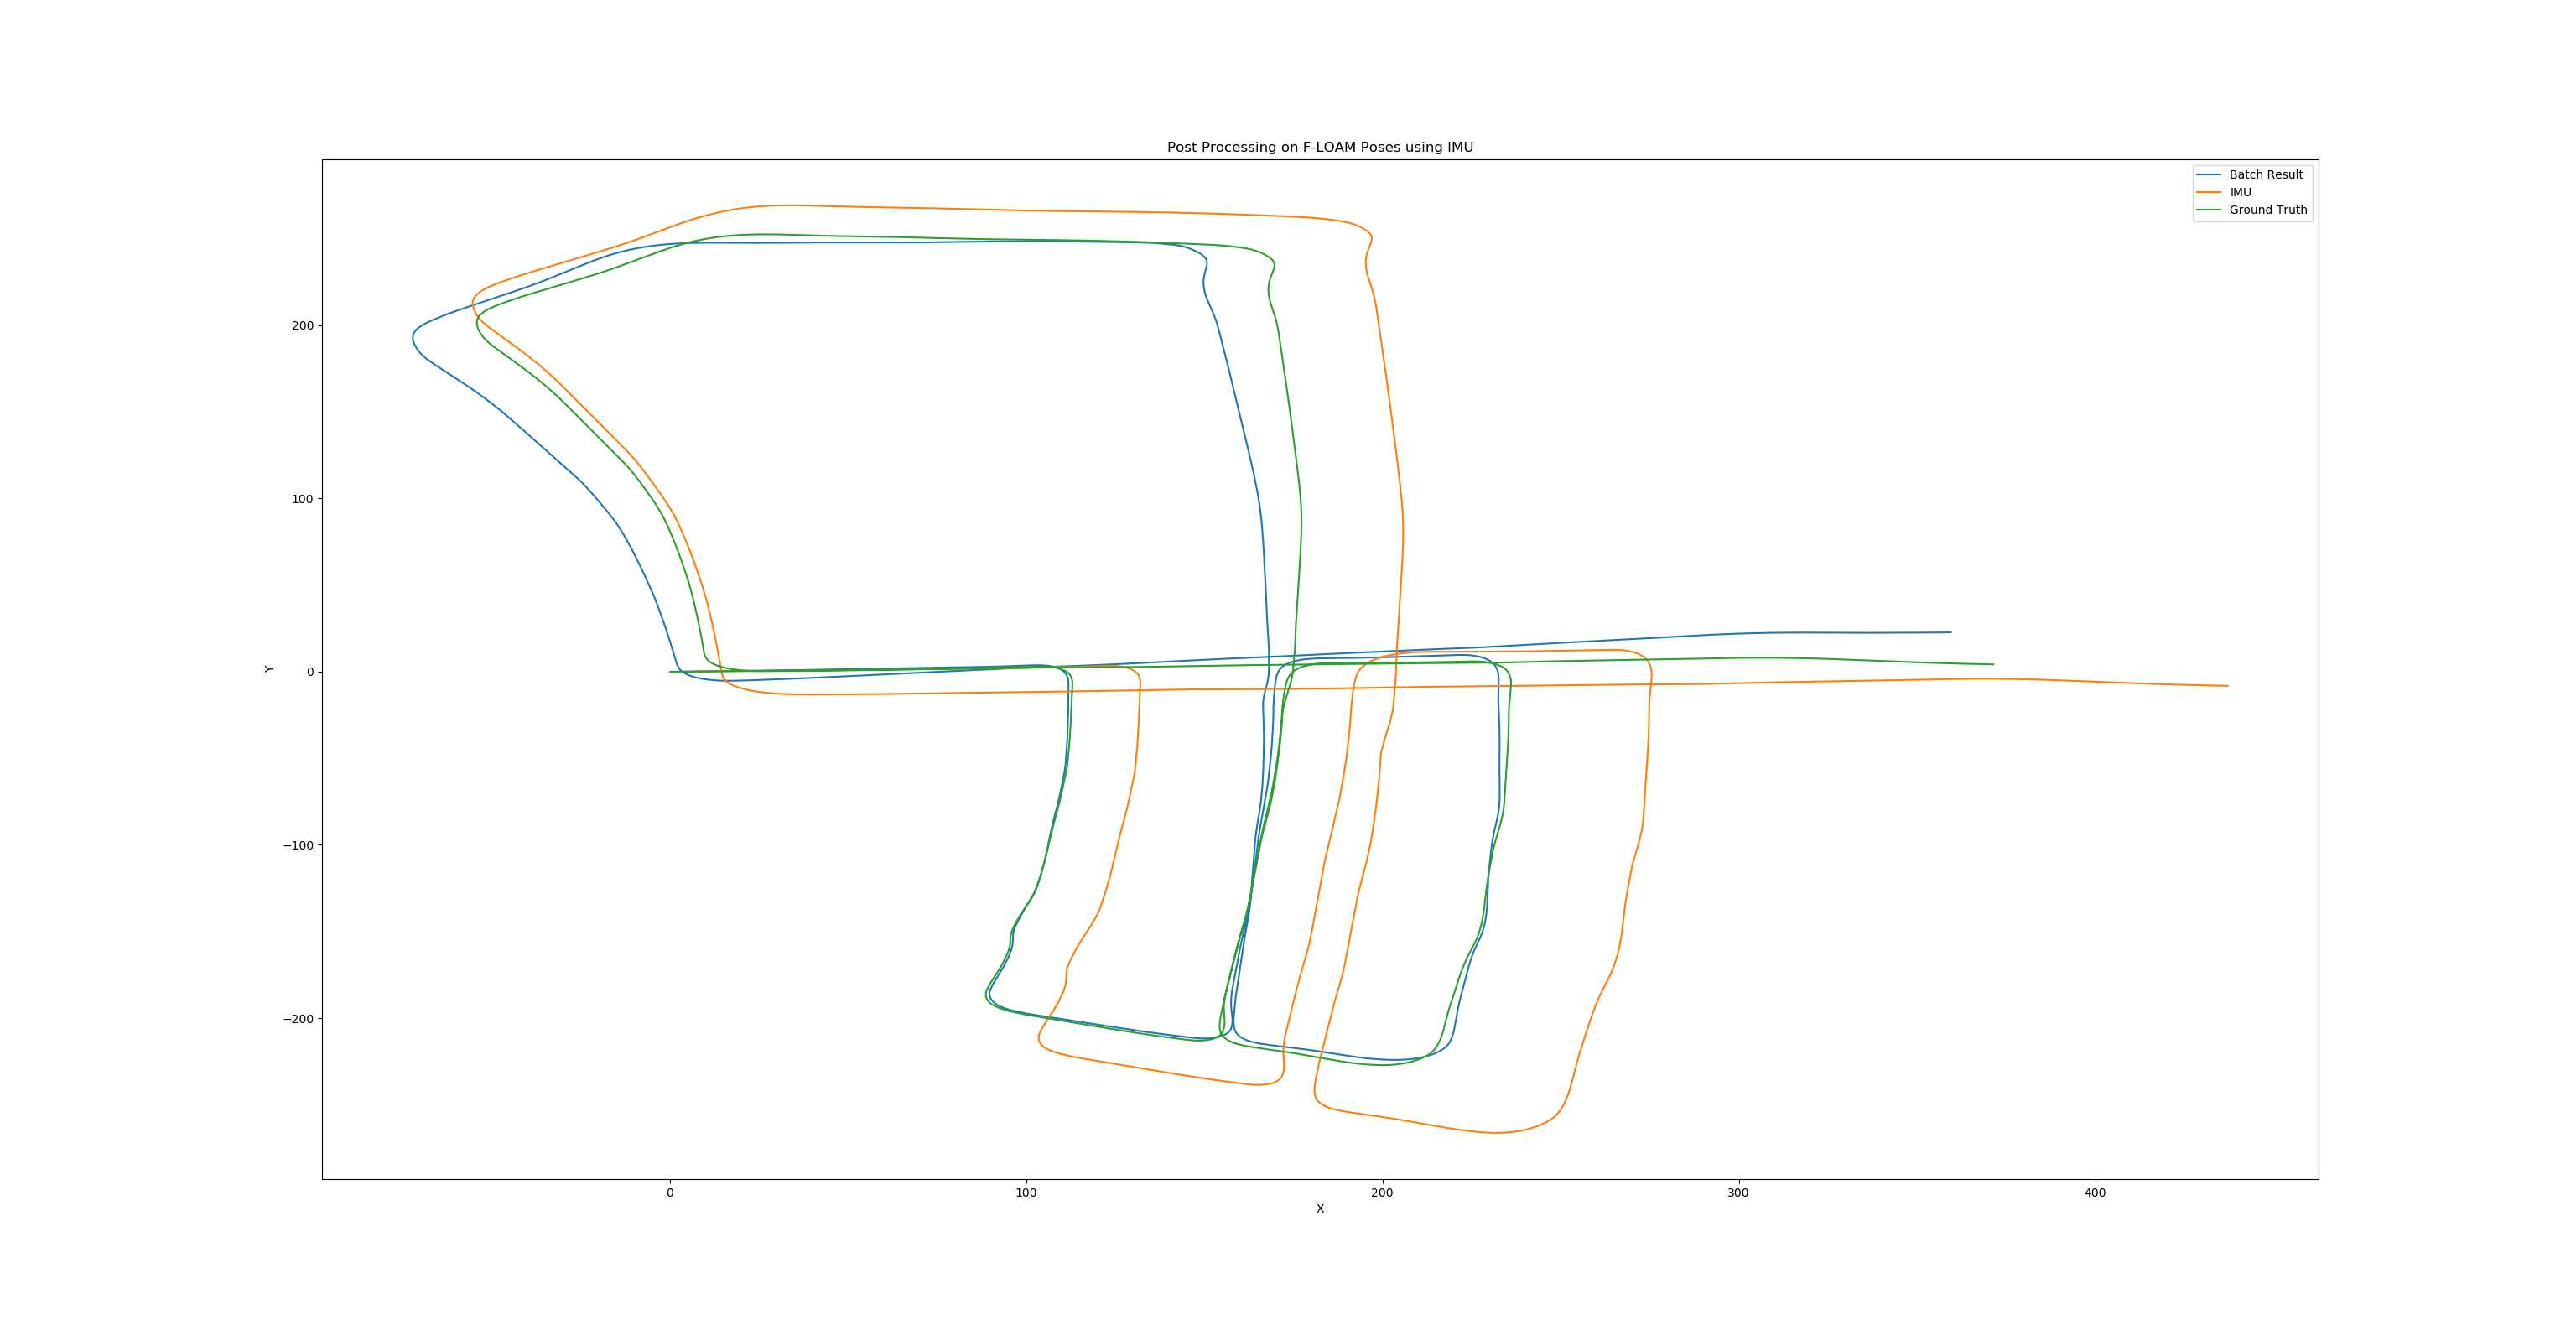 Post Processing on F-LOAM Poses using IMU
Batch Result
IMU
Ground Truth
200
100
0
−100
−200
Y
0
100
200
300
400
X